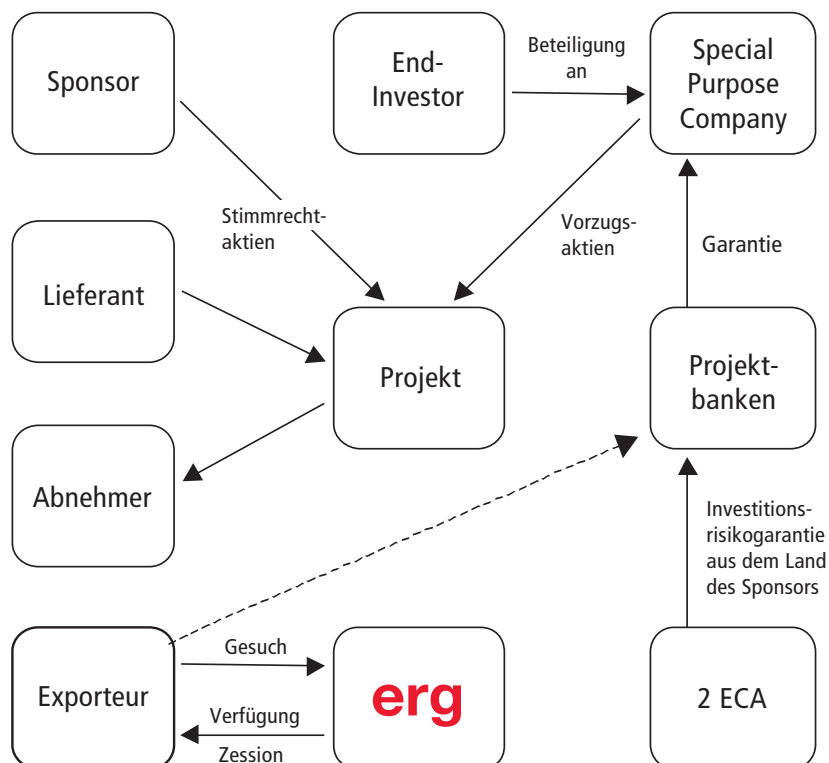 Sponsor
End-
Investor
Beteiligung
an
Special
Purpose
Company
Stimmrecht-
aktien
Vorzugs-
aktien
Garantie
Lieferant
Projekt
Projekt-
banken
Abnehmer
Investitions-
risikogarantie
aus dem Land
des Sponsors
Exporteur
Gesuch
Verfügung
Zession
erg
2 ECA